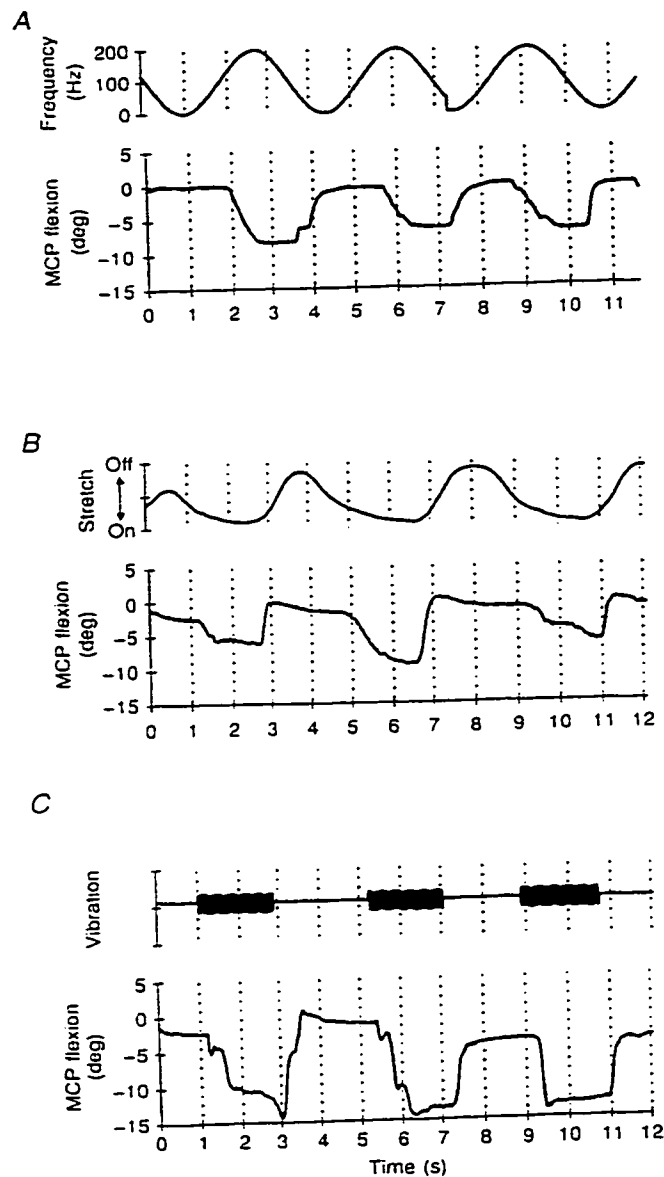 A
Frequency
(Hz)
200
100
0
MCP flexion
(deg)
5
0
−5
−10
−15
0 1 2 3 4 5 6 7 8 9 10 11
B
Stretch
Off
On
MCP flexion
(deg)
5
0
−5
−10
−15
0 1 2 3 4 5 6 7 8 9 10 11 12
C
Vibration
MCP flexion
(deg)
5
0
−5
−10
−15
0 1 2 3 4 5 6 7 8 9 10 11 12
Time (s)